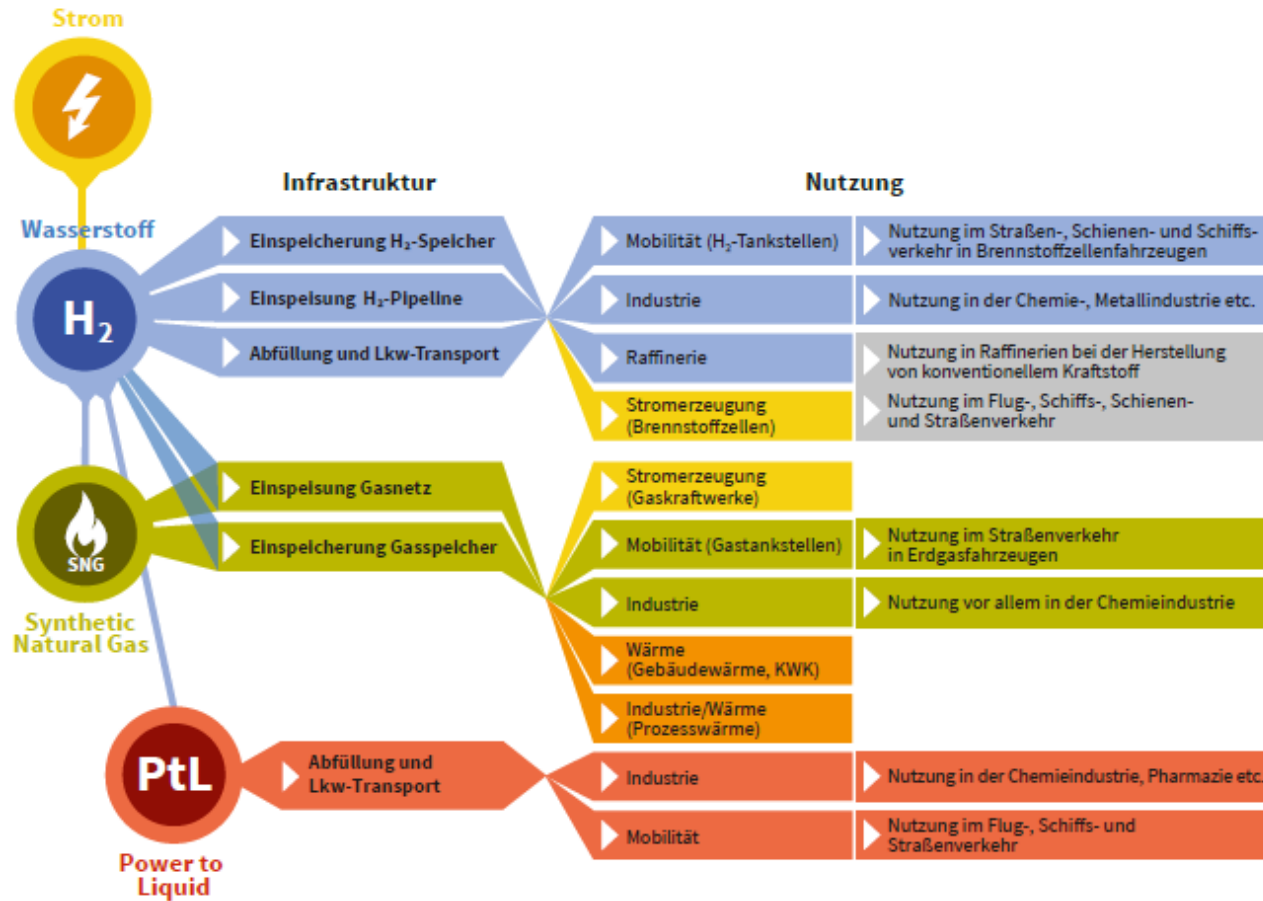 Strom
Infrastruktur
Nutzung
Wasserstoff
H₂
Einspeicherung H₂-Speicher
Einspeisung H₂-Pipeline
Abfüllung und Lkw-Transport
Mobilität (H₂-Tankstellen)
Nutzung im Straßen-, Schienen- und Schiffs-
verkehr in Brennstoffzellenfahrzeugen
Industrie
Nutzung in der Chemie-, Metallindustrie etc.
Raffinerie
Nutzung in Raffinerien bei der Herstellung
von konventionellem Kraftstoff
Stromerzeugung
(Brennstoffzellen)
Nutzung im Flug-, Schiffs-, Schienen-
und Straßenverkehr
SNG
Synthetic
Natural Gas
Einspeisung Gasnetz
Einspeicherung Gasspeicher
Stromerzeugung
(Gaskraftwerke)
Mobilität (Gastankstellen)
Nutzung im Straßenverkehr
in Erdgasfahrzeugen
Industrie
Nutzung vor allem in der Chemieindustrie
Wärme
(Gebäudewärme, KWK)
Industrie/Wärme
(Prozesswärme)
PtL
Power to
Liquid
Abfüllung und
Lkw-Transport
Industrie
Nutzung in der Chemieindustrie, Pharmazie etc.
Mobilität
Nutzung im Flug-, Schiffs- und
Straßenverkehr